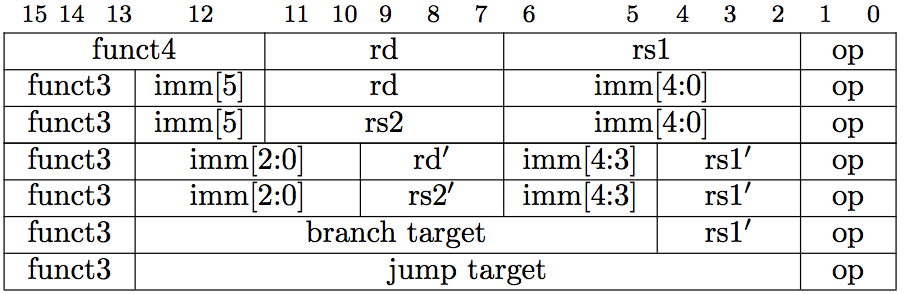 15 14 13 12 11 10 9 8 7 6 5 4 3 2 1 0
funct4 rd rs1 op
funct3 imm[5] rd imm[4:0] op
funct3 imm[5] rs2 imm[4:0] op
funct3 imm[2:0] rd′ imm[4:3] rs1′ op
funct3 imm[2:0] rs2′ imm[4:3] rs1′ op
funct3 branch target rs1′ op
funct3 jump target op